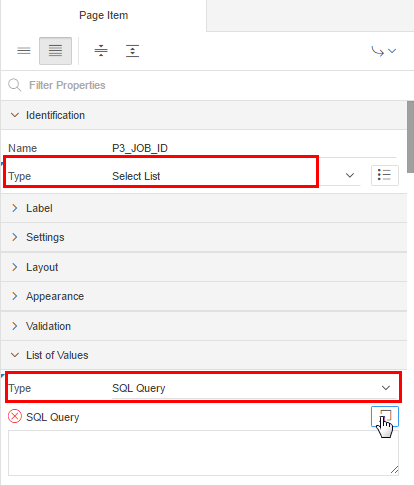 Page Item
Filter Properties
Identification
Name P3_JOB_ID
Type Select List
Label
Settings
Layout
Appearance
Validation
List of Values
Type SQL Query
SQL Query